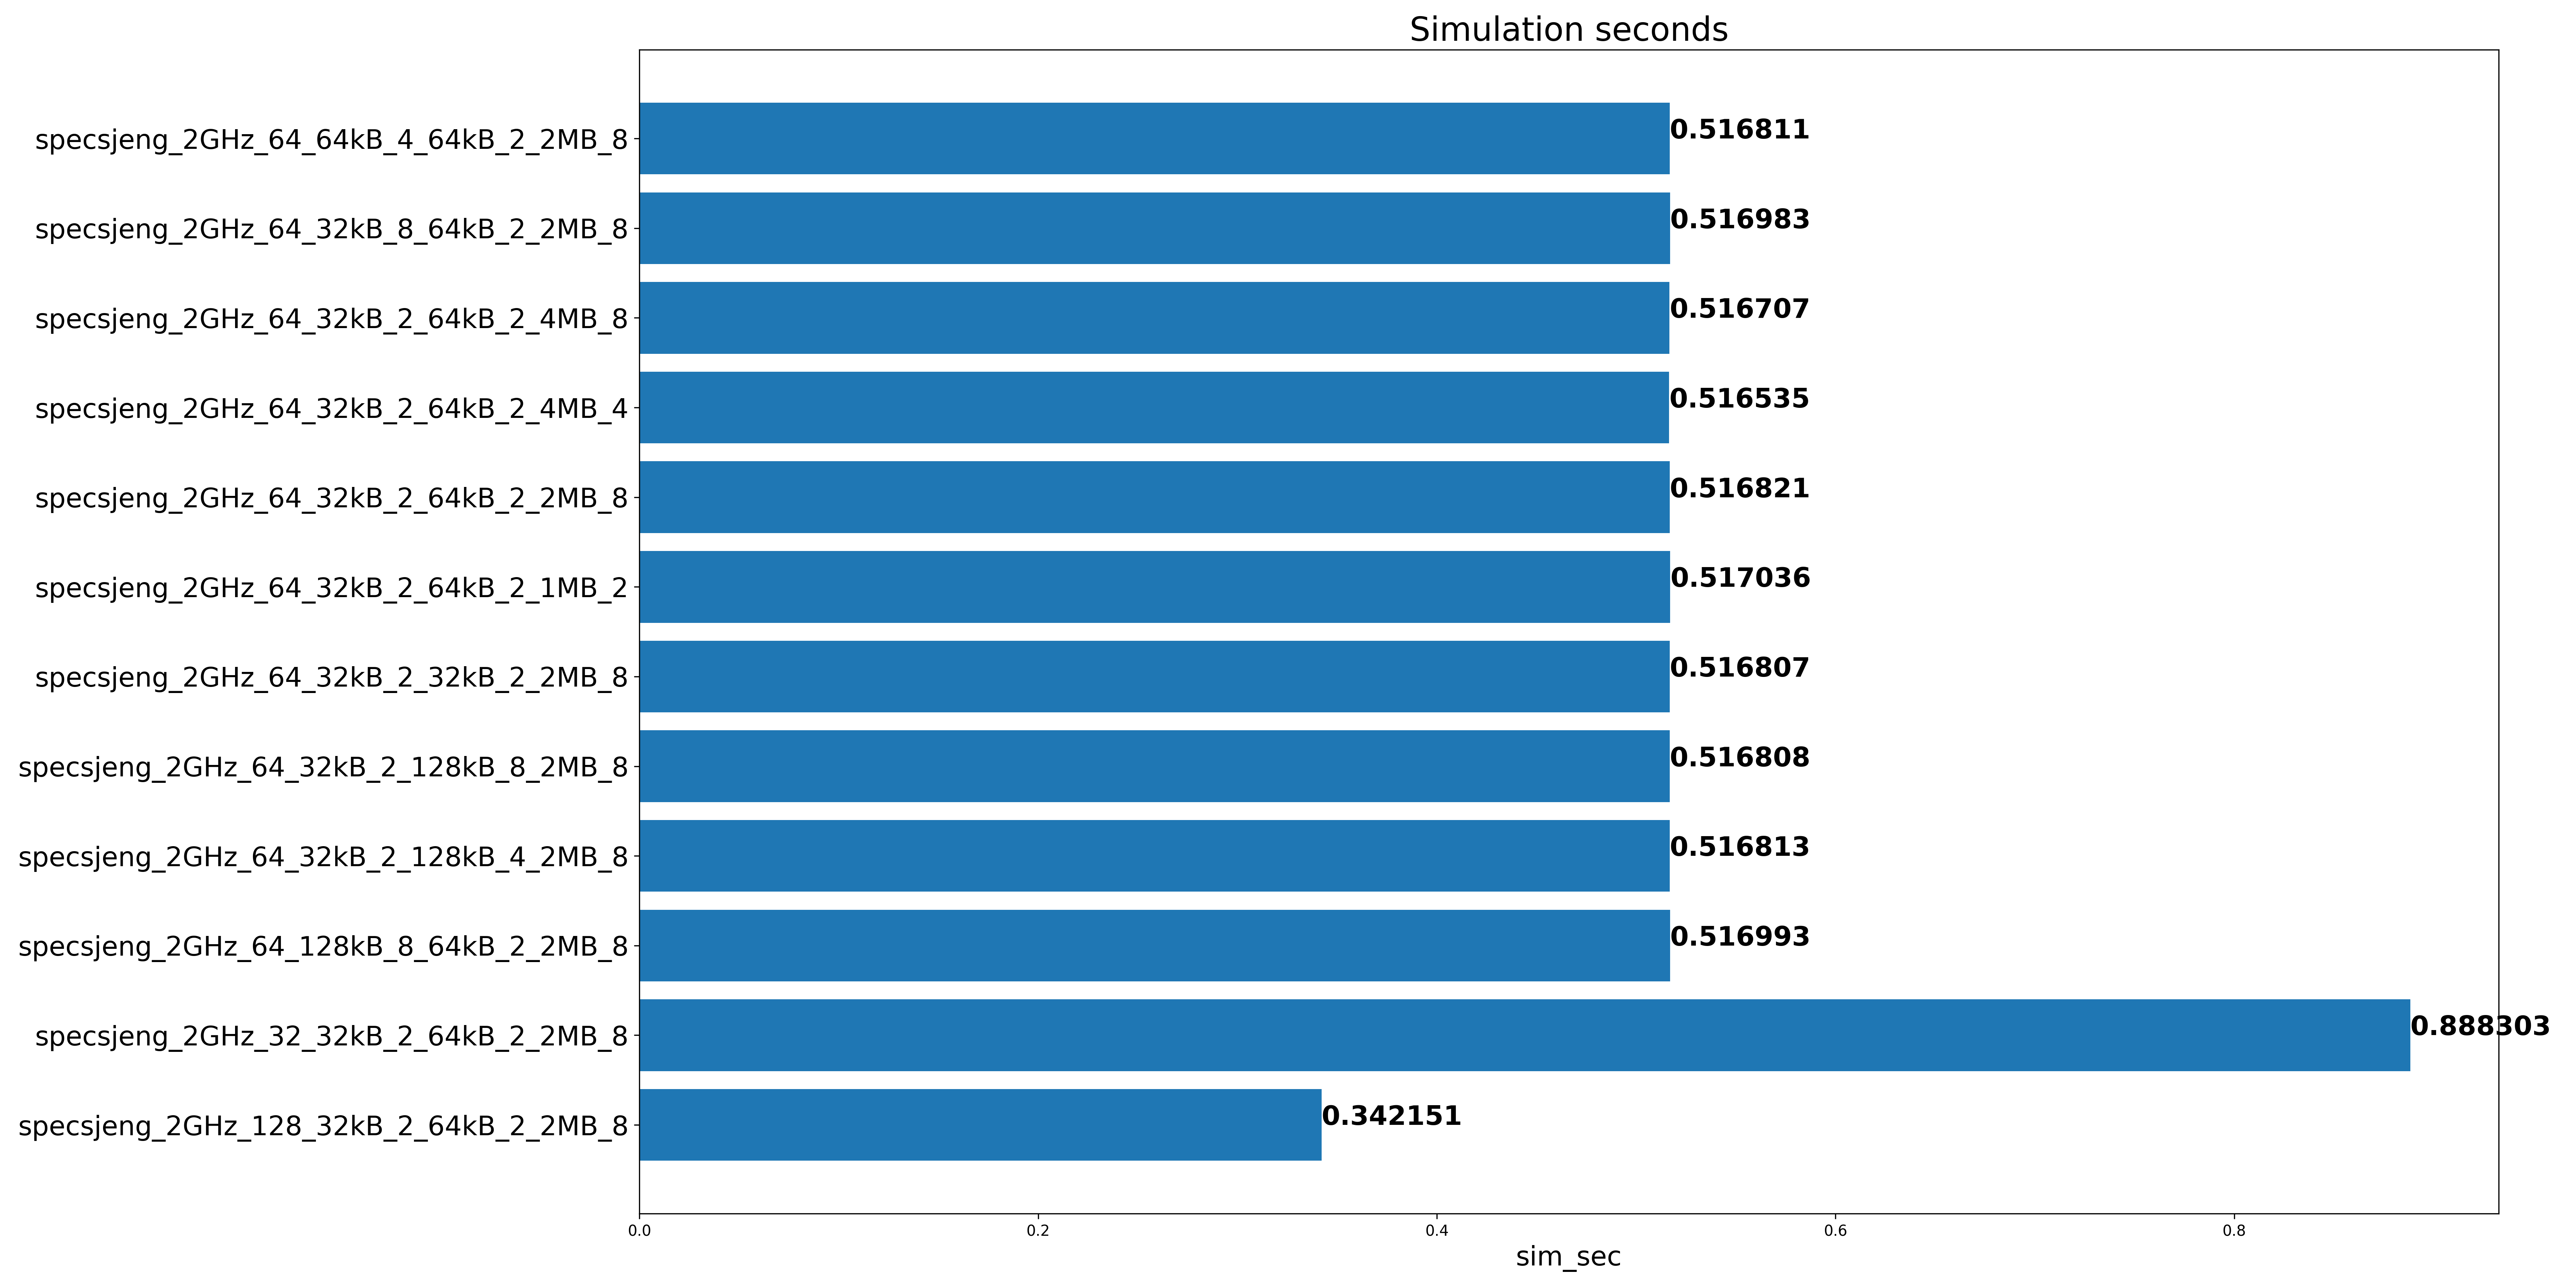 Simulation seconds
specsjeng_2GHz_64_64kB_4_64kB_2_2MB_8 0.516811
specsjeng_2GHz_64_32kB_8_64kB_2_2MB_8 0.516983
specsjeng_2GHz_64_32kB_2_64kB_2_4MB_8 0.516707
specsjeng_2GHz_64_32kB_2_64kB_2_4MB_4 0.516535
specsjeng_2GHz_64_32kB_2_64kB_2_2MB_8 0.516821
specsjeng_2GHz_64_32kB_2_64kB_2_1MB_2 0.517036
specsjeng_2GHz_64_32kB_2_32kB_2_2MB_8 0.516807
specsjeng_2GHz_64_32kB_2_128kB_8_2MB_8 0.516808
specsjeng_2GHz_64_32kB_2_128kB_4_2MB_8 0.516813
specsjeng_2GHz_64_128kB_8_64kB_2_2MB_8 0.516993
specsjeng_2GHz_32_32kB_2_64kB_2_2MB_8 0.888303
specsjeng_2GHz_128_32kB_2_64kB_2_2MB_8 0.342151
0.0 0.2 0.4 0.6 0.8
sim_sec